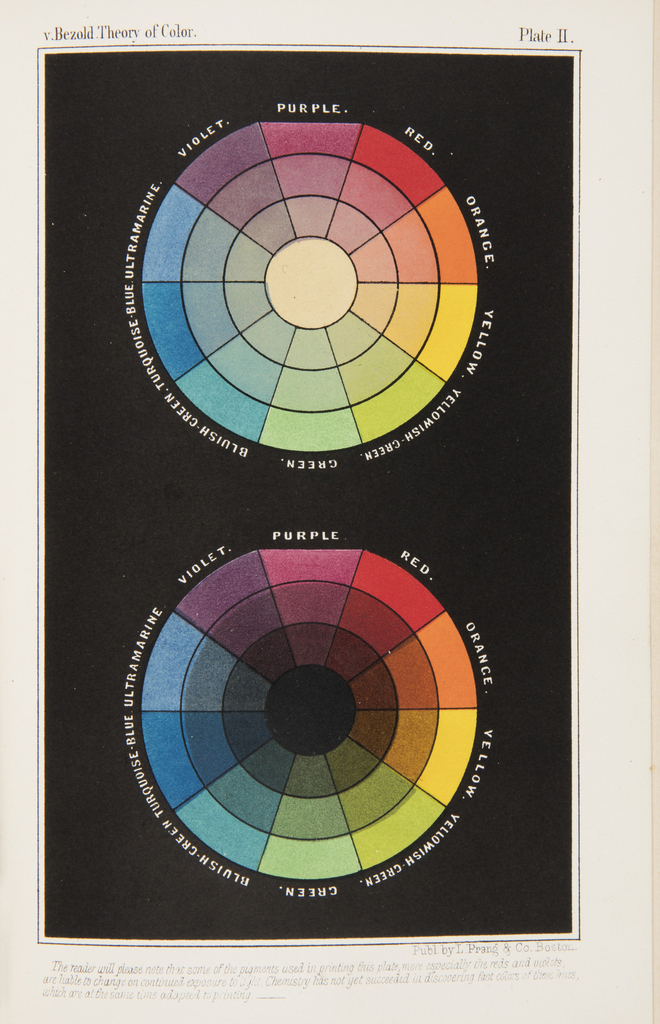 v.Bezold Theory of Color.
Plate II.
PURPLE.
VIOLET.
RED.
ULTRAMARINE.
ORANGE.
TURQUOISE-BLUE.
YELLOW.
BLUISH-GREEN.
YELLOWISH-GREEN.
GREEN.
PURPLE
VIOLET.
RED.
ULTRAMARINE
ORANGE.
TURQUOISE-BLUE
YELLOW.
BLUISH-GREEN
YELLOWISH-GREEN.
GREEN.
Publ. by L. Prang & Co. Boston.
The reader will please note that some of the pigments used in printing this plate, more especially the reds and violets,
are liable to change on continued exposure to light. Chemistry has not yet succeeded in discovering fast colors of these hues,
which are at the same time adapted to printing.